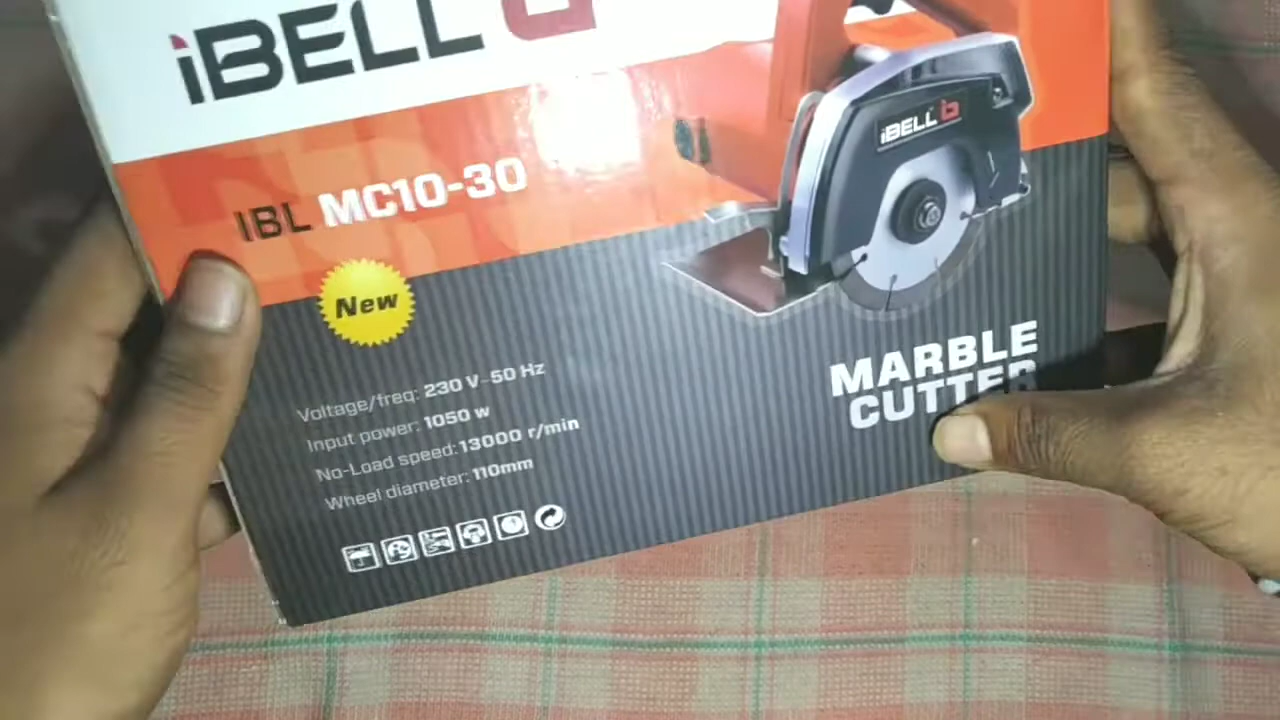 iBELL b
iBELL b
IBL MC10-30
New
MARBLE
CUTTER
Voltage/freq: 230 V-50 Hz
Input power: 1050 w
No-Load speed: 13000 r/min
Wheel diameter: 110mm